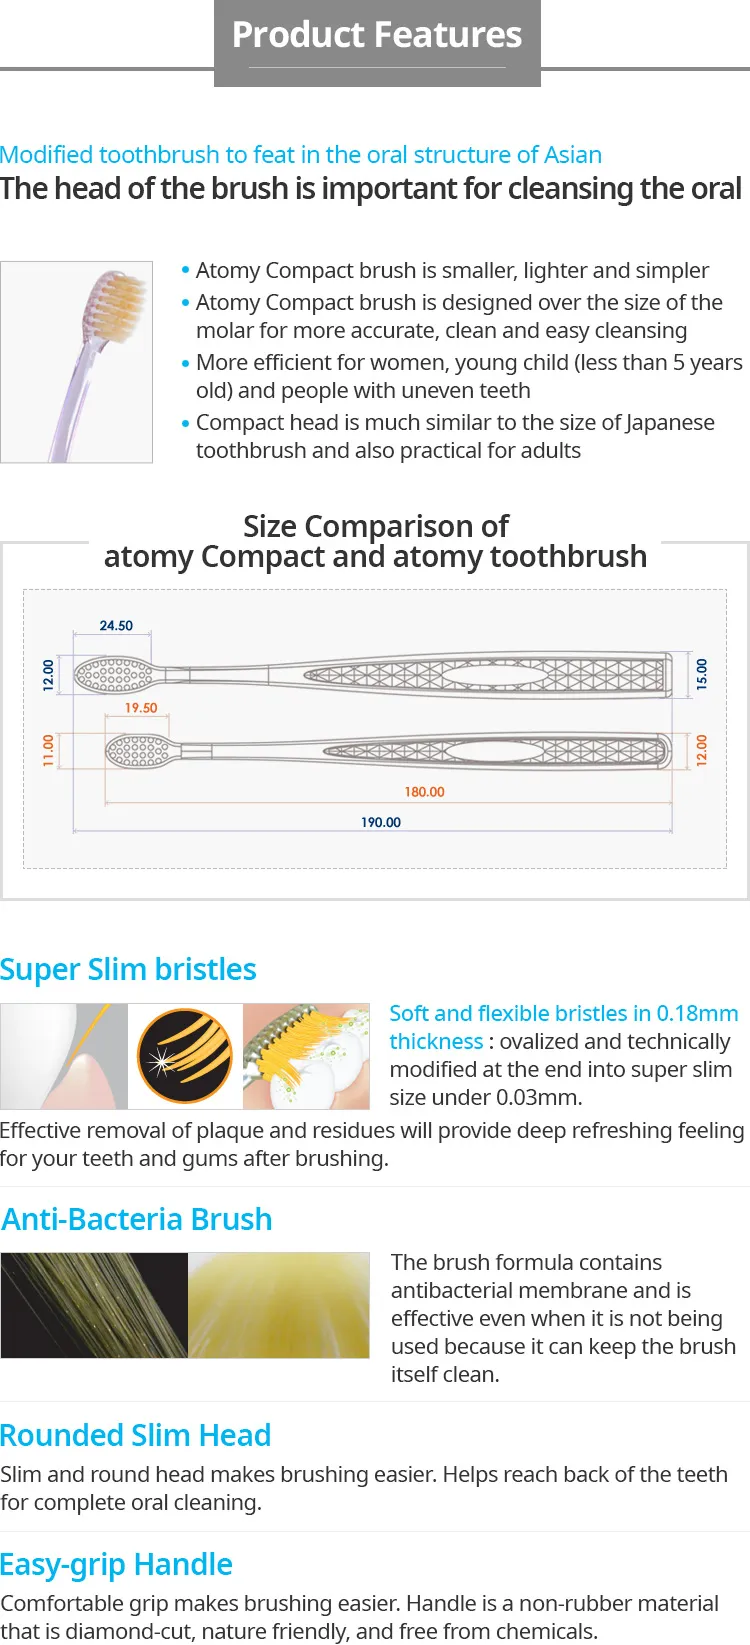 Product Features
Modified toothbrush to feat in the oral structure of Asian
The head of the brush is important for cleansing the oral
• Atomy Compact brush is smaller, lighter and simpler
• Atomy Compact brush is designed over the size of the
molar for more accurate, clean and easy cleansing
• More efficient for women, young child (less than 5 years
old) and people with uneven teeth
• Compact head is much similar to the size of Japanese
toothbrush and also practical for adults
Size Comparison of
atomy Compact and atomy toothbrush
24.50
12.00
15.00
19.50
11.00
12.00
180.00
190.00
Super Slim bristles
Soft and flexible bristles in 0.18mm
thickness : ovalized and technically
modified at the end into super slim
size under 0.03mm.
Effective removal of plaque and residues will provide deep refreshing feeling
for your teeth and gums after brushing.
Anti-Bacteria Brush
The brush formula contains
antibacterial membrane and is
effective even when it is not being
used because it can keep the brush
itself clean.
Rounded Slim Head
Slim and round head makes brushing easier. Helps reach back of the teeth
for complete oral cleaning.
Easy-grip Handle
Comfortable grip makes brushing easier. Handle is a non-rubber material
that is diamond-cut, nature friendly, and free from chemicals.